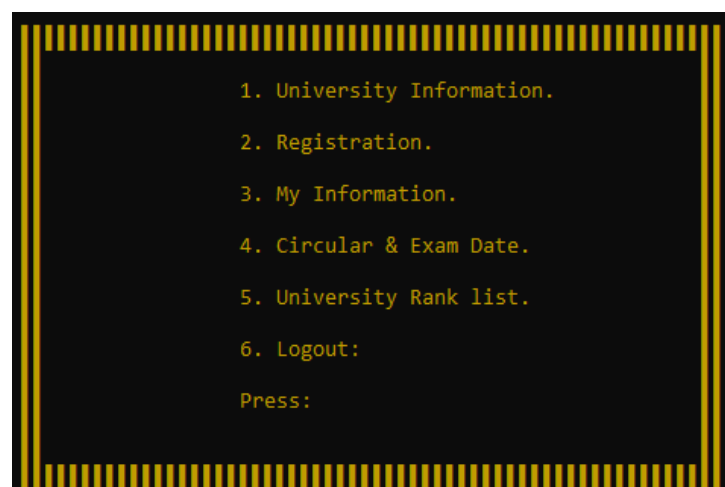 1. University Information.
2. Registration.
3. My Information.
4. Circular & Exam Date.
5. University Rank list.
6. Logout:
Press: